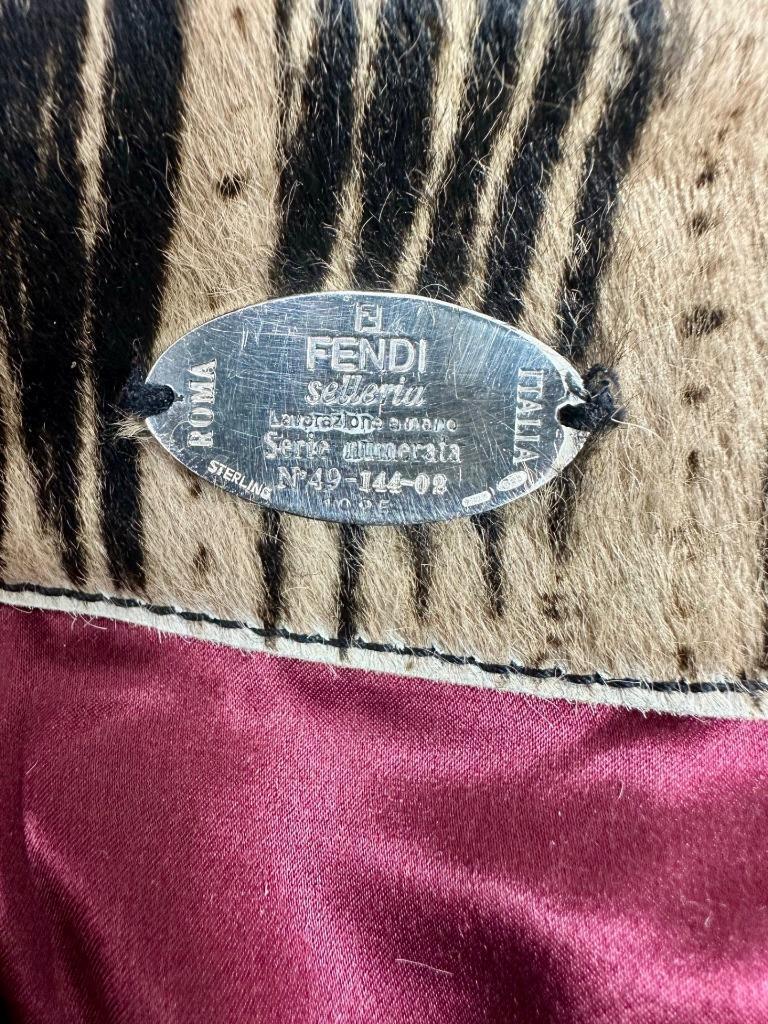 FENDI
selleria
Lavorazione a mano
Serie numerata
N°49-144-02
ROMA
ITALIA
STERLING